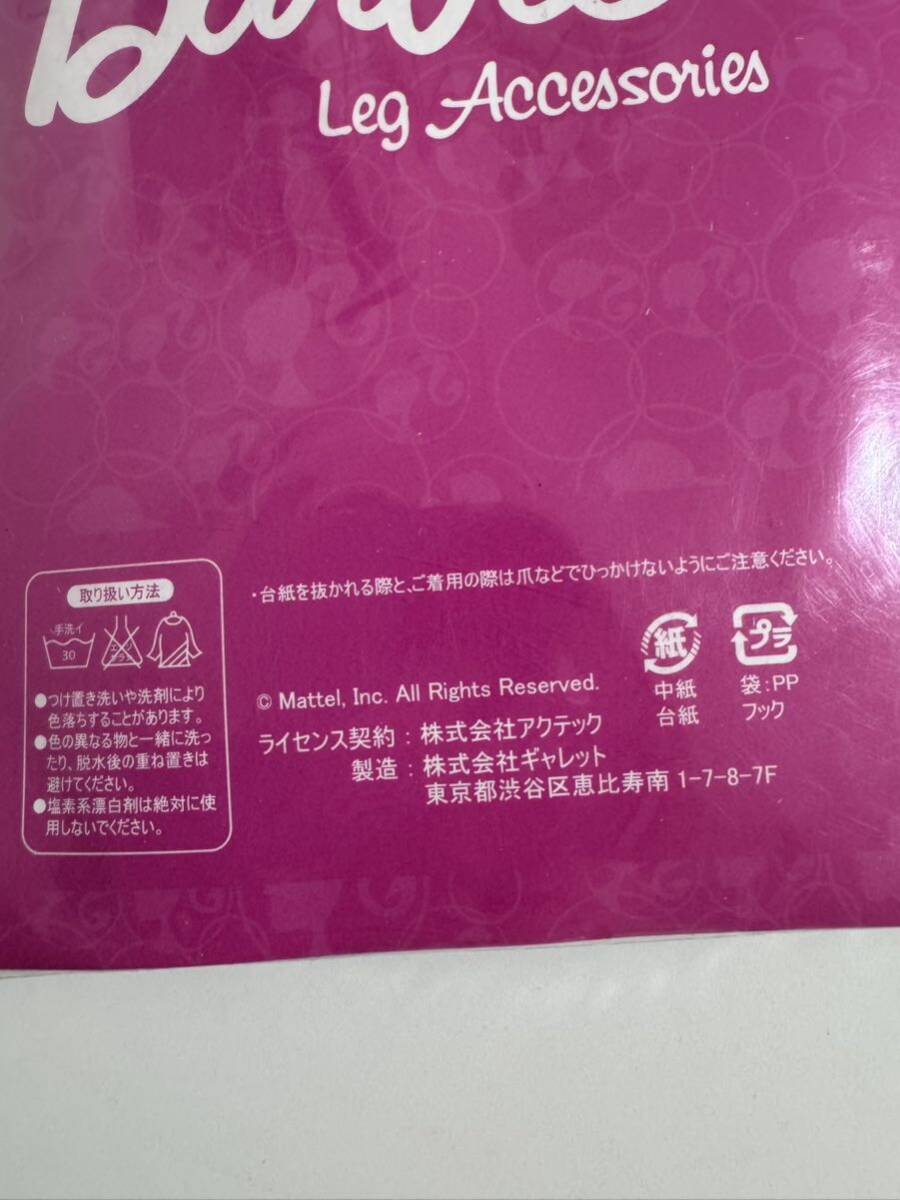 Barbie
Leg Accessories
取り扱い方法
手洗イ
30
●つけ置き洗いや洗剤により
色落ちすることがあります。
●色の異なる物と一緒に洗っ
たり、脱水後の重ね置きは
避けてください。
●塩素系漂白剤は絶対に使
用しないでください。
・台紙を抜かれる際と、ご着用の際は爪などでひっかけないようにご注意ください。
紙
中紙
台紙
プラ
袋:PP
フック
© Mattel, Inc. All Rights Reserved.
ライセンス契約:株式会社アクテック
製造:株式会社ギャレット
東京都渋谷区恵比寿南 1-7-8-7F